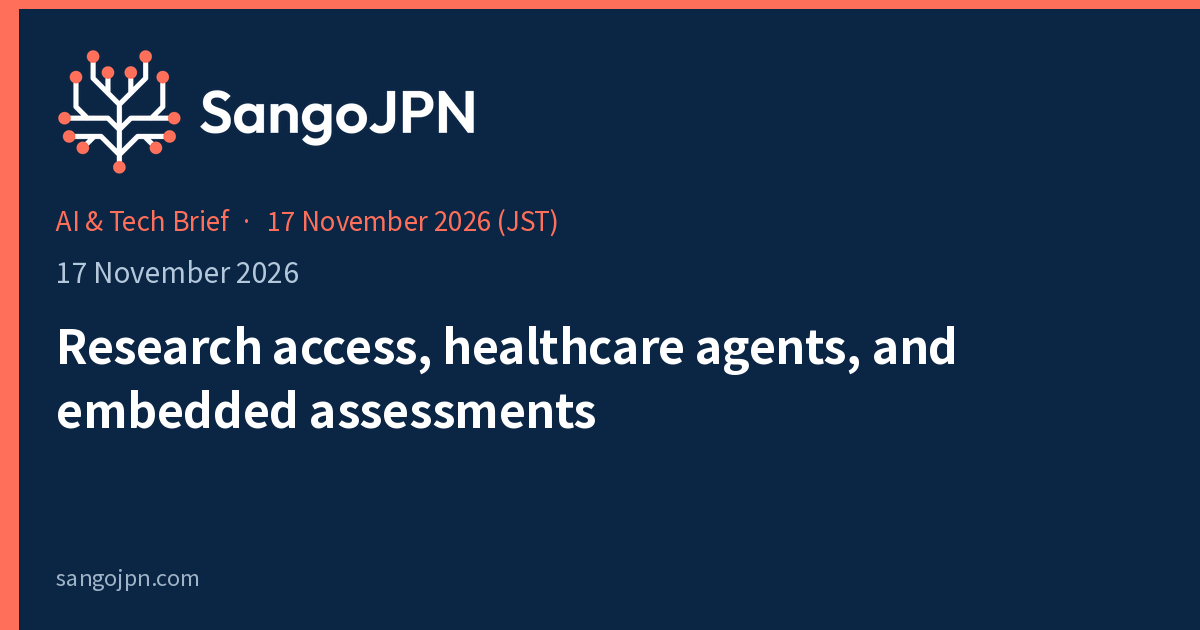 SangoJPN
AI & Tech Brief · 17 November 2026 (JST)
17 November 2026
Research access, healthcare agents, and
embedded assessments
sangojpn.com